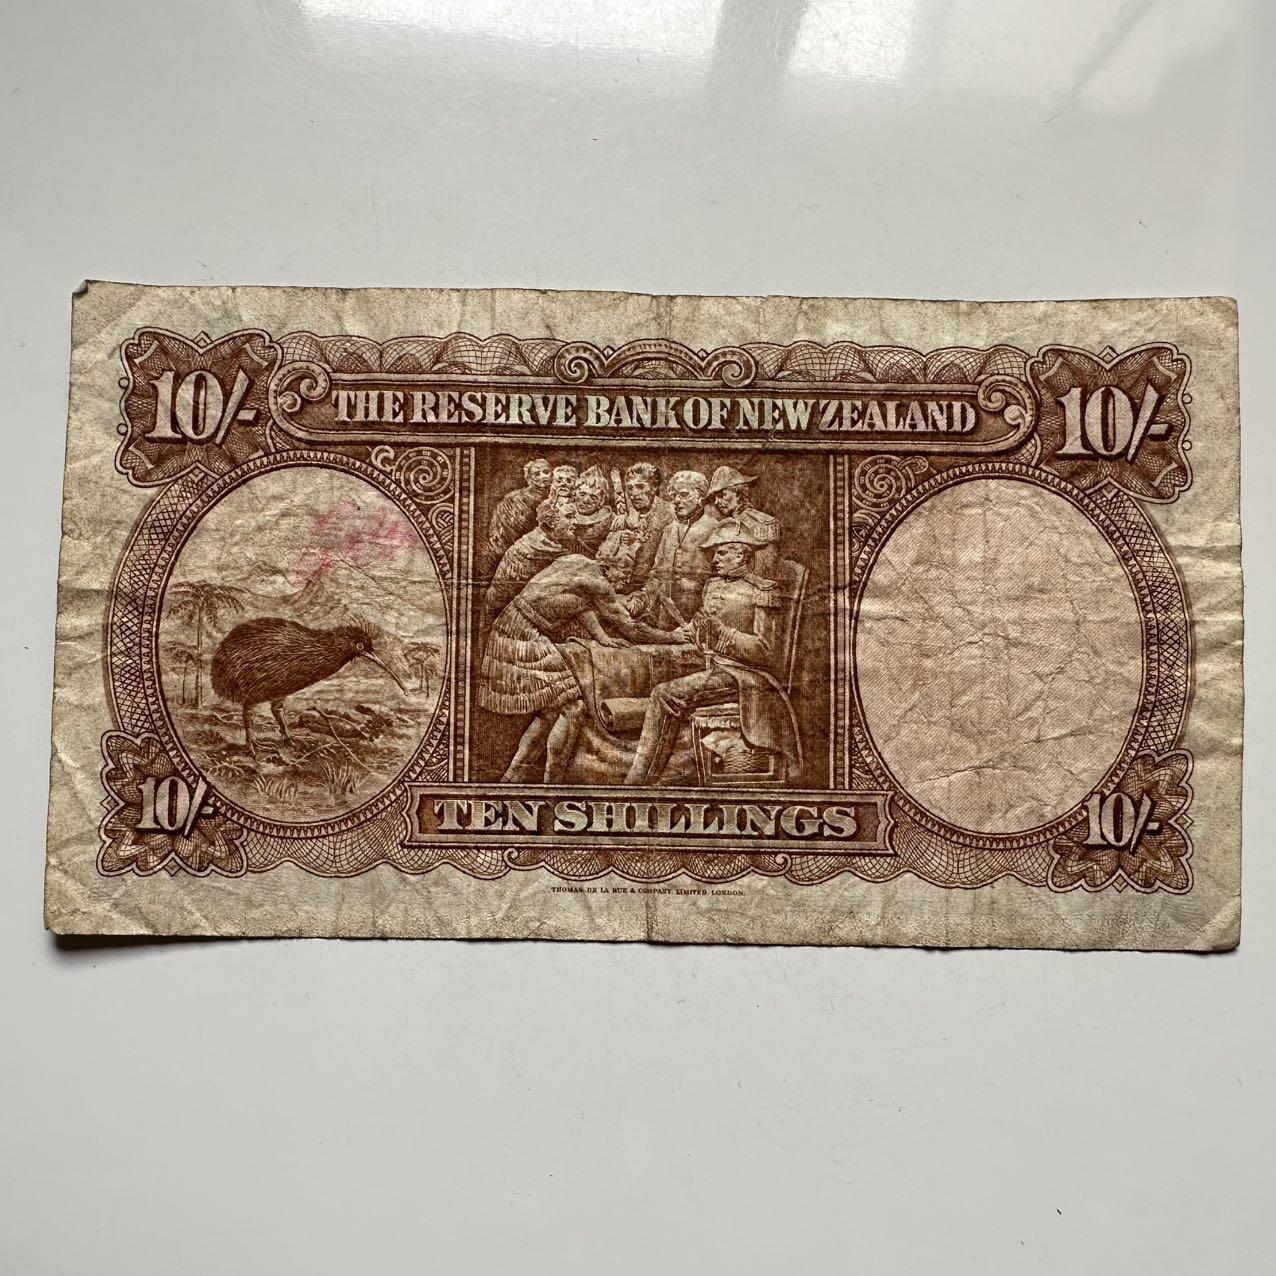 10/-
THE RESERVE BANK OF NEW ZEALAND
10/-
10/-
TEN SHILLINGS
10/-
THOMAS DE LA RUE & COMPANY, LIMITED, LONDON.